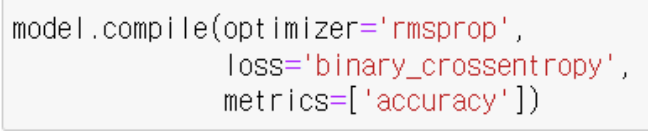 model.compile(optimizer='rmsprop',
              loss='binary_crossentropy',
              metrics=['accuracy'])